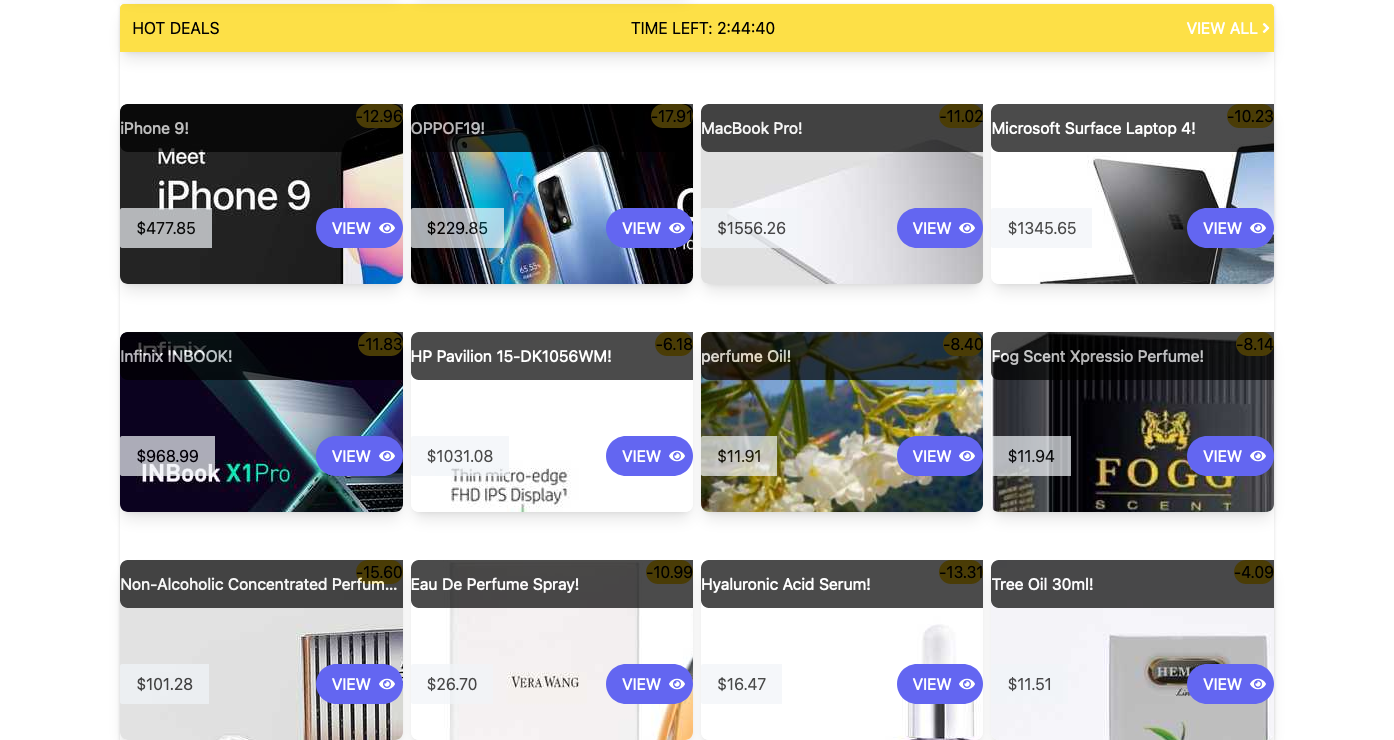 HOT DEALS
TIME LEFT: 2:44:40
VIEW ALL
iPhone 9!
-12.96
Meet
iPhone 9
$477.85
VIEW
OPPOF19!
-17.91
65.55%
$229.85
VIEW
MacBook Pro!
-11.02
$1556.26
VIEW
Microsoft Surface Laptop 4!
-10.23
$1345.65
VIEW
Infinix
Infinix INBOOK!
-11.83
$968.99
VIEW
INBook X1 Pro
HP Pavilion 15-DK1056WM!
-6.18
$1031.08
VIEW
Thin micro-edge
FHD IPS Display¹
perfume Oil!
-8.40
$11.91
VIEW
Fog Scent Xpressio Perfume!
-8.14
$11.94
VIEW
FOGG
SCENT
Non-Alcoholic Concentrated Perfum...
-15.60
$101.28
VIEW
Eau De Perfume Spray!
-10.99
$26.70
VERA WANG
VIEW
Hyaluronic Acid Serum!
-13.31
$16.47
VIEW
Tree Oil 30ml!
-4.09
$11.51
HEM
VIEW